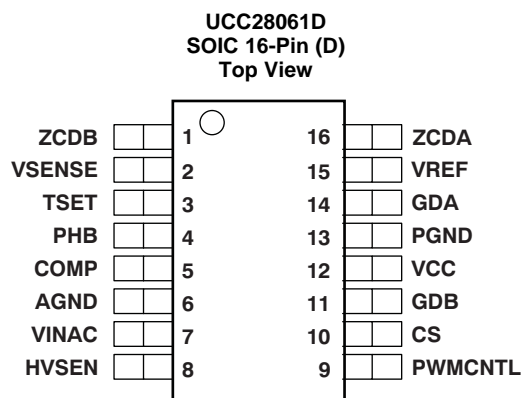 UCC28061D
SOIC 16-Pin (D)
Top View
ZCDB 1 16 ZCDA
VSENSE 2 15 VREF
TSET 3 14 GDA
PHB 4 13 PGND
COMP 5 12 VCC
AGND 6 11 GDB
VINAC 7 10 CS
HVSEN 8 9 PWMCNTL